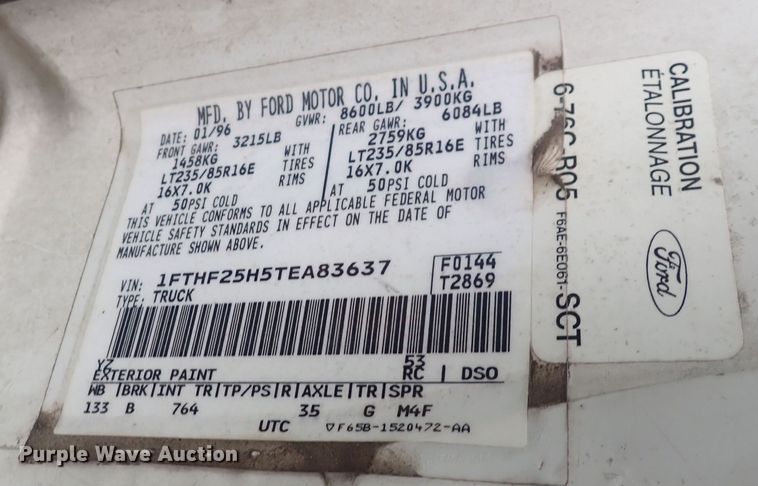 MFD. BY FORD MOTOR CO. IN U.S.A.
DATE: 01/96 GVWR: 8600LB/ 3900KG
FRONT GAWR: 3215LB
1458KG WITH
LT235/85R16E TIRES
16X7.0K RIMS
AT 50PSI COLD
REAR GAWR: 6084LB
2759KG WITH
LT235/85R16E TIRES
16X7.0K RIMS
AT 50PSI COLD
THIS VEHICLE CONFORMS TO ALL APPLICABLE FEDERAL MOTOR
VEHICLE SAFETY STANDARDS IN EFFECT ON THE DATE OF
MANUFACTURE SHOWN ABOVE.
VIN: 1FTHF25H5TEA83637
TYPE: TRUCK
F0144
T2869
YZ 53
EXTERIOR PAINT RC | DSO
WB |BRK|INT TR|TP/PS|R|AXLE|TR|SPR
133 B 764 35 G M4F
UTC ▽F65B-1520472-AA
CALIBRATION
ÉTALONNAGE
Ford
6-76C-R05 F6AE-6E061-SCT
Purple Wave Auction